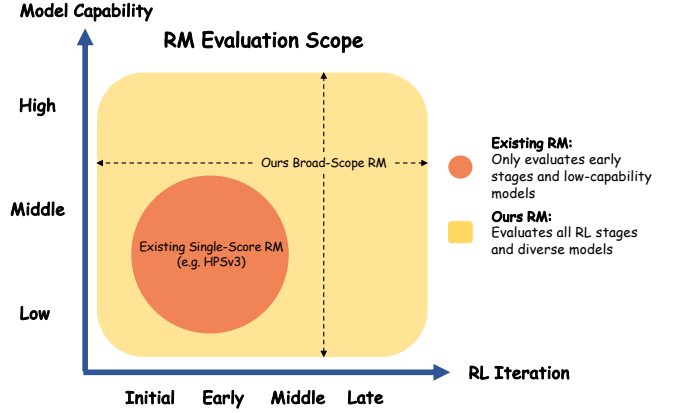 Model Capability
RM Evaluation Scope
High
Ours Broad-Scope RM
Middle
Existing Single-Score RM
(e.g. HPSv3)
Low
Initial Early Middle Late
RL Iteration
Existing RM:
Only evaluates early
stages and low-capability
models
Ours RM:
Evaluates all RL stages
and diverse models